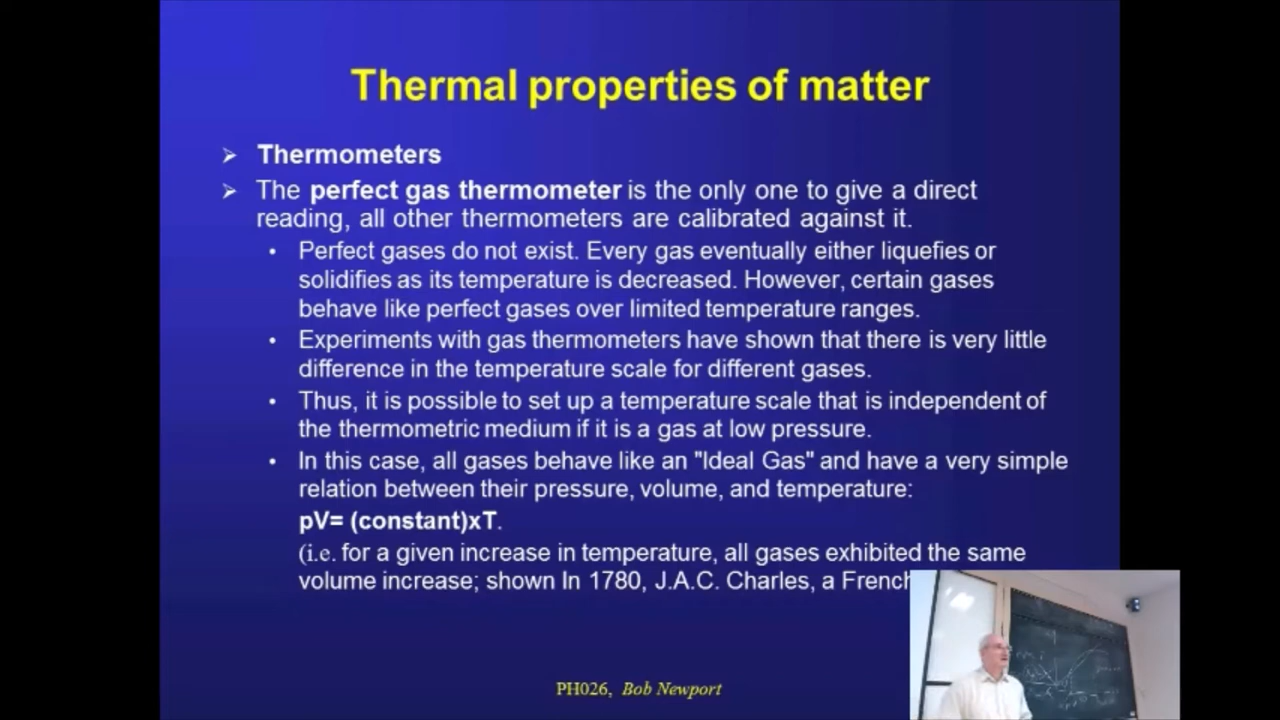 Thermal properties of matter
Thermometers
The perfect gas thermometer is the only one to give a direct
reading, all other thermometers are calibrated against it.
Perfect gases do not exist. Every gas eventually either liquefies or
solidifies as its temperature is decreased. However, certain gases
behave like perfect gases over limited temperature ranges.
Experiments with gas thermometers have shown that there is very little
difference in the temperature scale for different gases.
Thus, it is possible to set up a temperature scale that is independent of
the thermometric medium if it is a gas at low pressure.
In this case, all gases behave like an "Ideal Gas" and have a very simple
relation between their pressure, volume, and temperature:
pV= (constant)xT.
(i.e. for a given increase in temperature, all gases exhibited the same
volume increase; shown In 1780, J.A.C. Charles, a French
PH026, Bob Newport